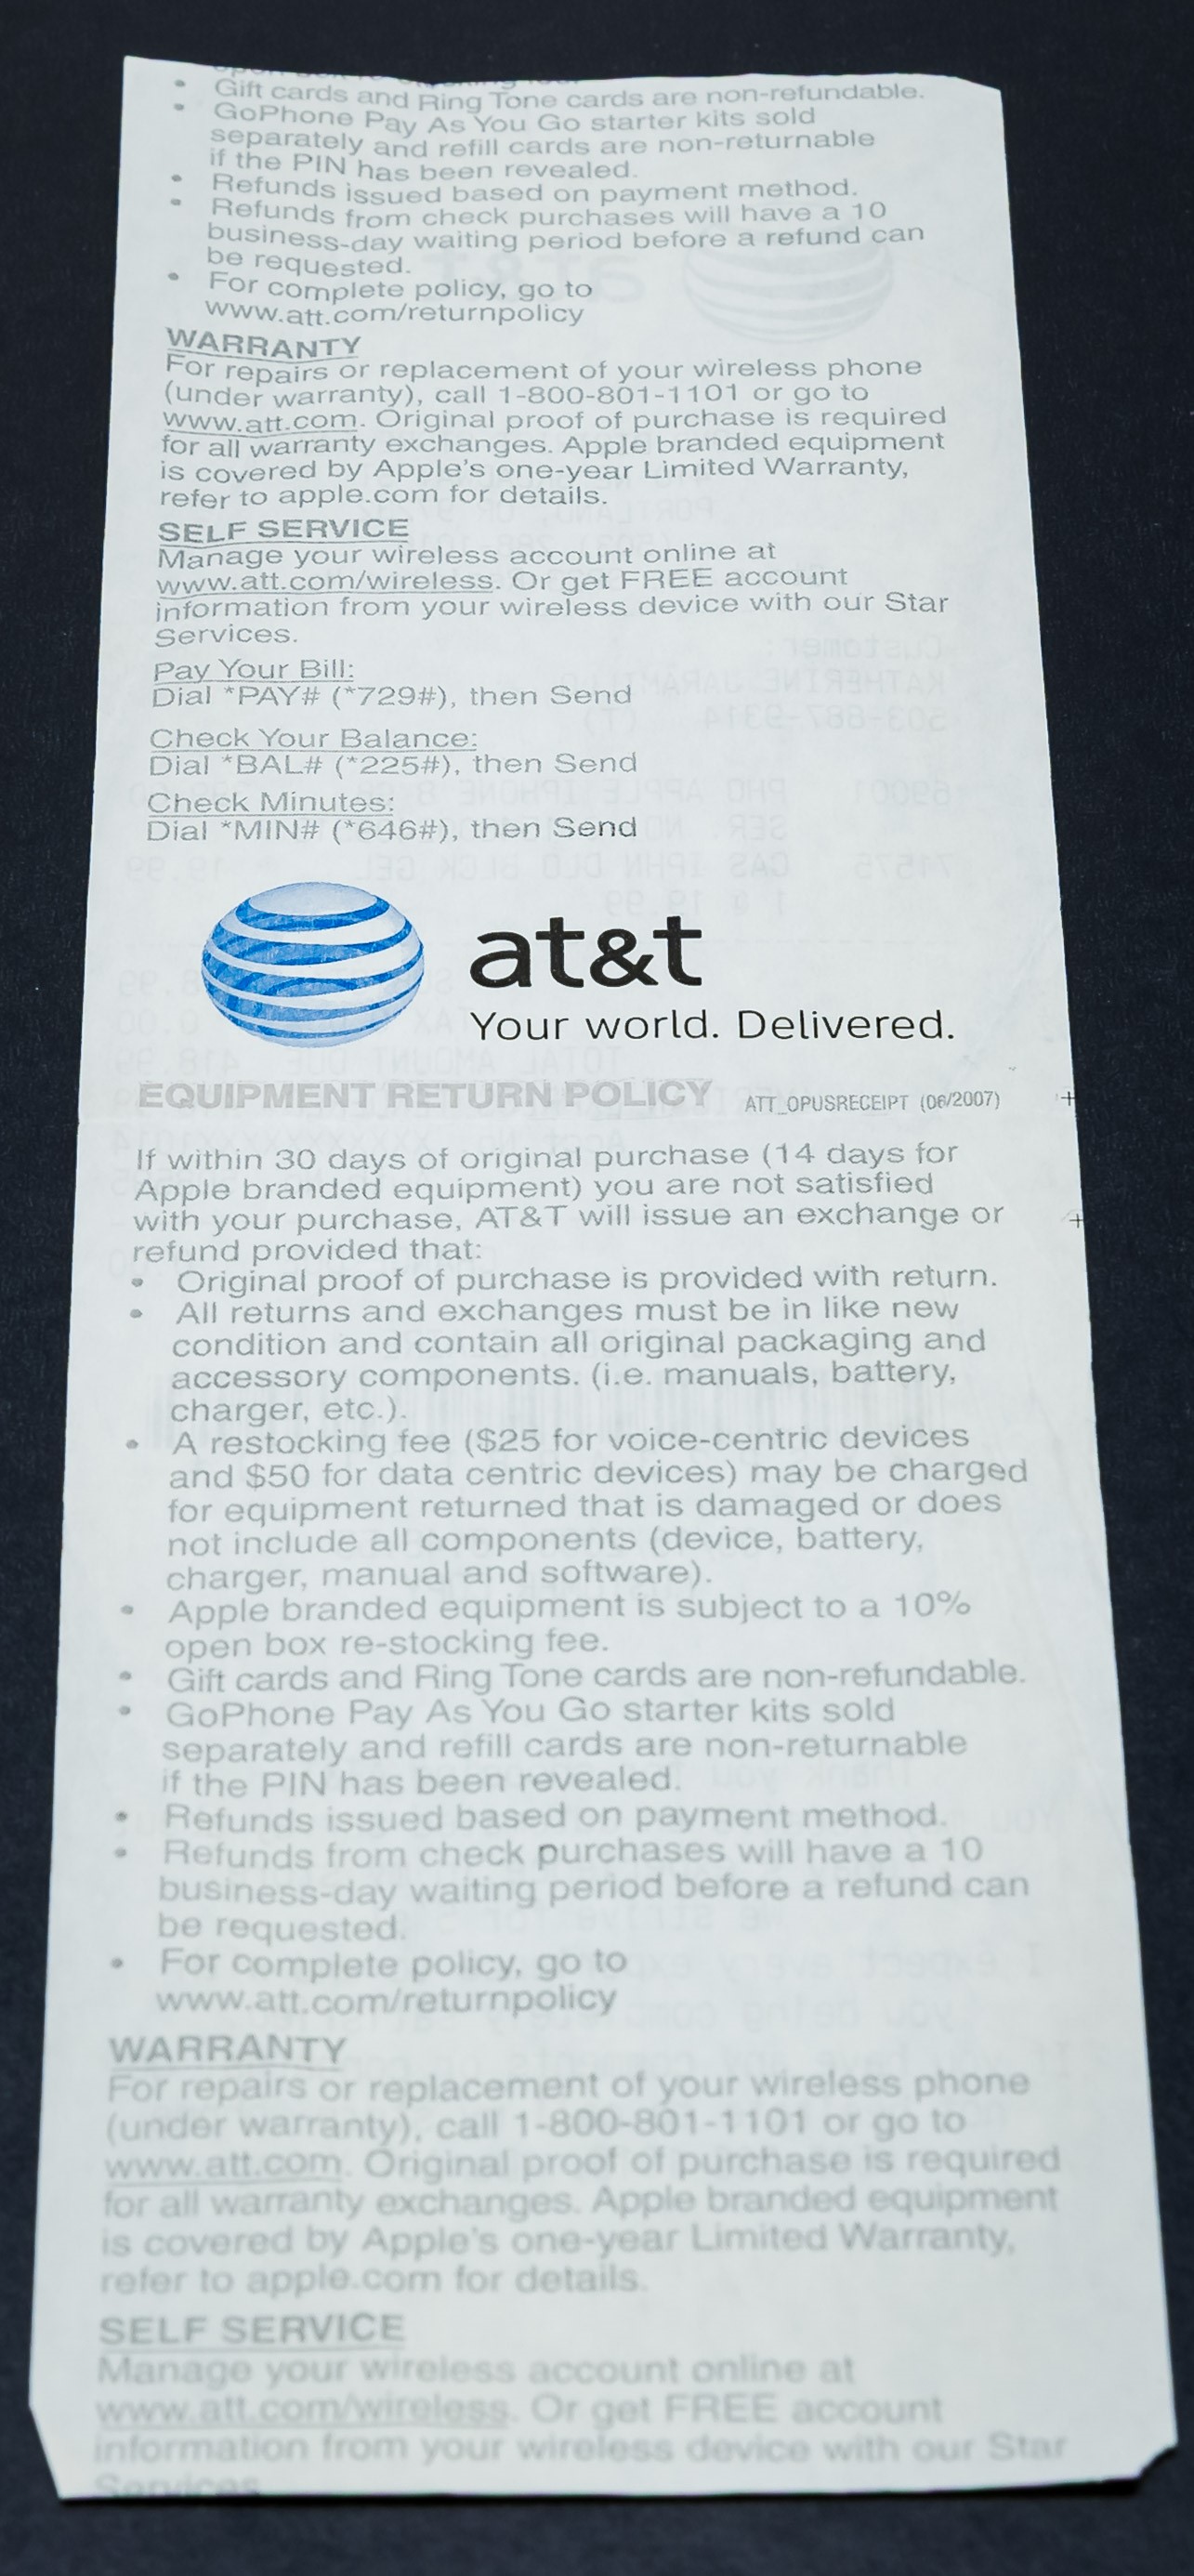 • Gift cards and Ring Tone cards are non-refundable.
• GoPhone Pay As You Go starter kits sold
separately and refill cards are non-returnable
if the PIN has been revealed.
• Refunds issued based on payment method.
• Refunds from check purchases will have a 10
business-day waiting period before a refund can
be requested.
• For complete policy, go to
www.att.com/returnpolicy
WARRANTY
For repairs or replacement of your wireless phone
(under warranty), call 1-800-801-1101 or go to
www.att.com. Original proof of purchase is required
for all warranty exchanges. Apple branded equipment
is covered by Apple's one-year Limited Warranty,
refer to apple.com for details.
SELF SERVICE
Manage your wireless account online at
www.att.com/wireless. Or get FREE account
information from your wireless device with our Star
Services.
Pay Your Bill:
Dial *PAY# (*729#), then Send
Check Your Balance:
Dial *BAL# (*225#), then Send
Check Minutes:
Dial *MIN# (*646#), then Send
at&t
Your world. Delivered.
EQUIPMENT RETURN POLICY ATT_OPUSRECEIPT (06/2007)
If within 30 days of original purchase (14 days for
Apple branded equipment) you are not satisfied
with your purchase, AT&T will issue an exchange or
refund provided that:
• Original proof of purchase is provided with return.
• All returns and exchanges must be in like new
condition and contain all original packaging and
accessory components. (i.e. manuals, battery,
charger, etc.).
• A restocking fee ($25 for voice-centric devices
and $50 for data centric devices) may be charged
for equipment returned that is damaged or does
not include all components (device, battery,
charger, manual and software).
• Apple branded equipment is subject to a 10%
open box re-stocking fee.
• Gift cards and Ring Tone cards are non-refundable.
• GoPhone Pay As You Go starter kits sold
separately and refill cards are non-returnable
if the PIN has been revealed.
• Refunds issued based on payment method.
• Refunds from check purchases will have a 10
business-day waiting period before a refund can
be requested.
• For complete policy, go to
www.att.com/returnpolicy
WARRANTY
For repairs or replacement of your wireless phone
(under warranty), call 1-800-801-1101 or go to
www.att.com. Original proof of purchase is required
for all warranty exchanges. Apple branded equipment
is covered by Apple's one-year Limited Warranty,
refer to apple.com for details.
SELF SERVICE
Manage your wireless account online at
www.att.com/wireless. Or get FREE account
information from your wireless device with our Star
Services